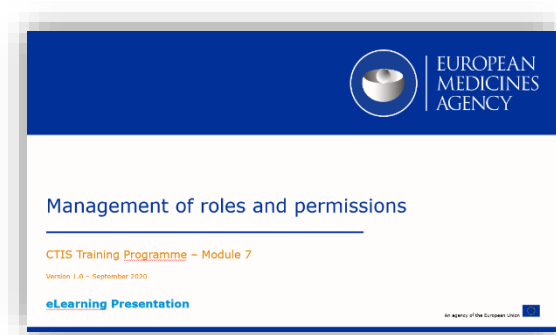 EUROPEAN
MEDICINES
AGENCY
Management of roles and permissions
CTIS Training Programme – Module 7
Version 1.0 – September 2020
eLearning Presentation
An agency of the European Union